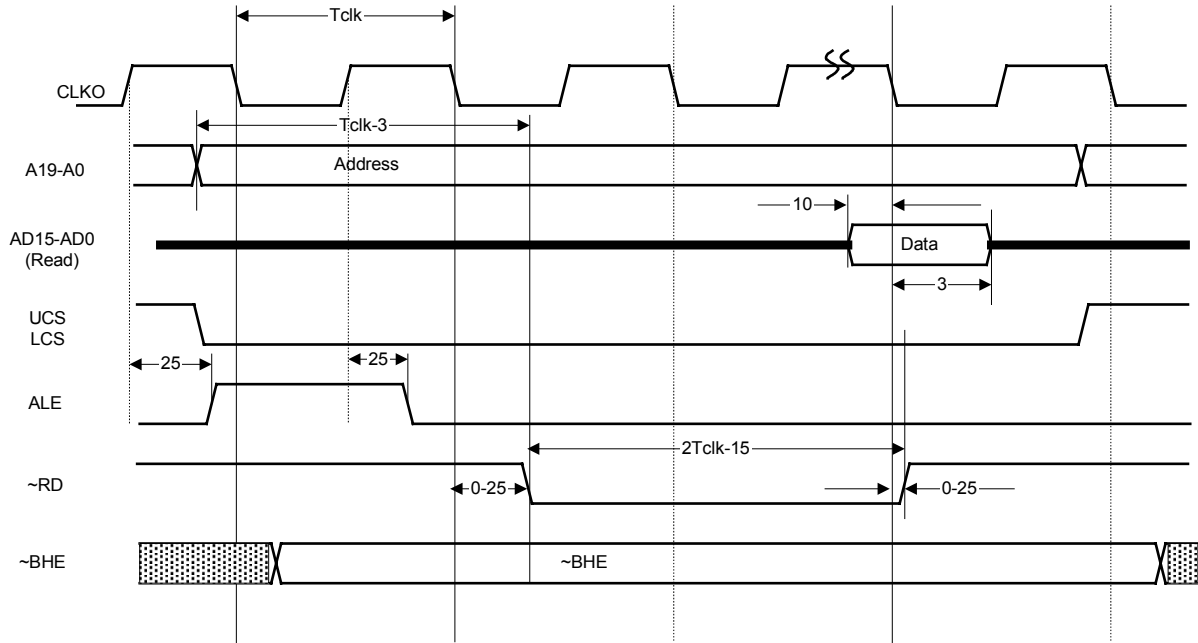 Tclk
CLKO
Tclk-3
A19-A0
Address
10
AD15-AD0
(Read)
Data
3
UCS
LCS
25
25
ALE
2Tclk-15
~RD
0-25
0-25
~BHE
~BHE